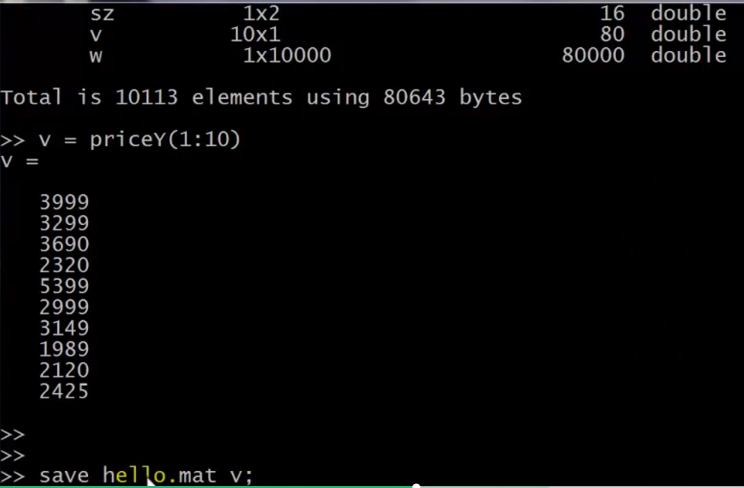 sz 1x2 16 double
v 10x1 80 double
w 1x10000 80000 double
Total is 10113 elements using 80643 bytes
>> v = priceY(1:10)
v =
3999
3299
3690
2320
5399
2999
3149
1989
2120
2425
>>
>>
>> save hello.mat v;